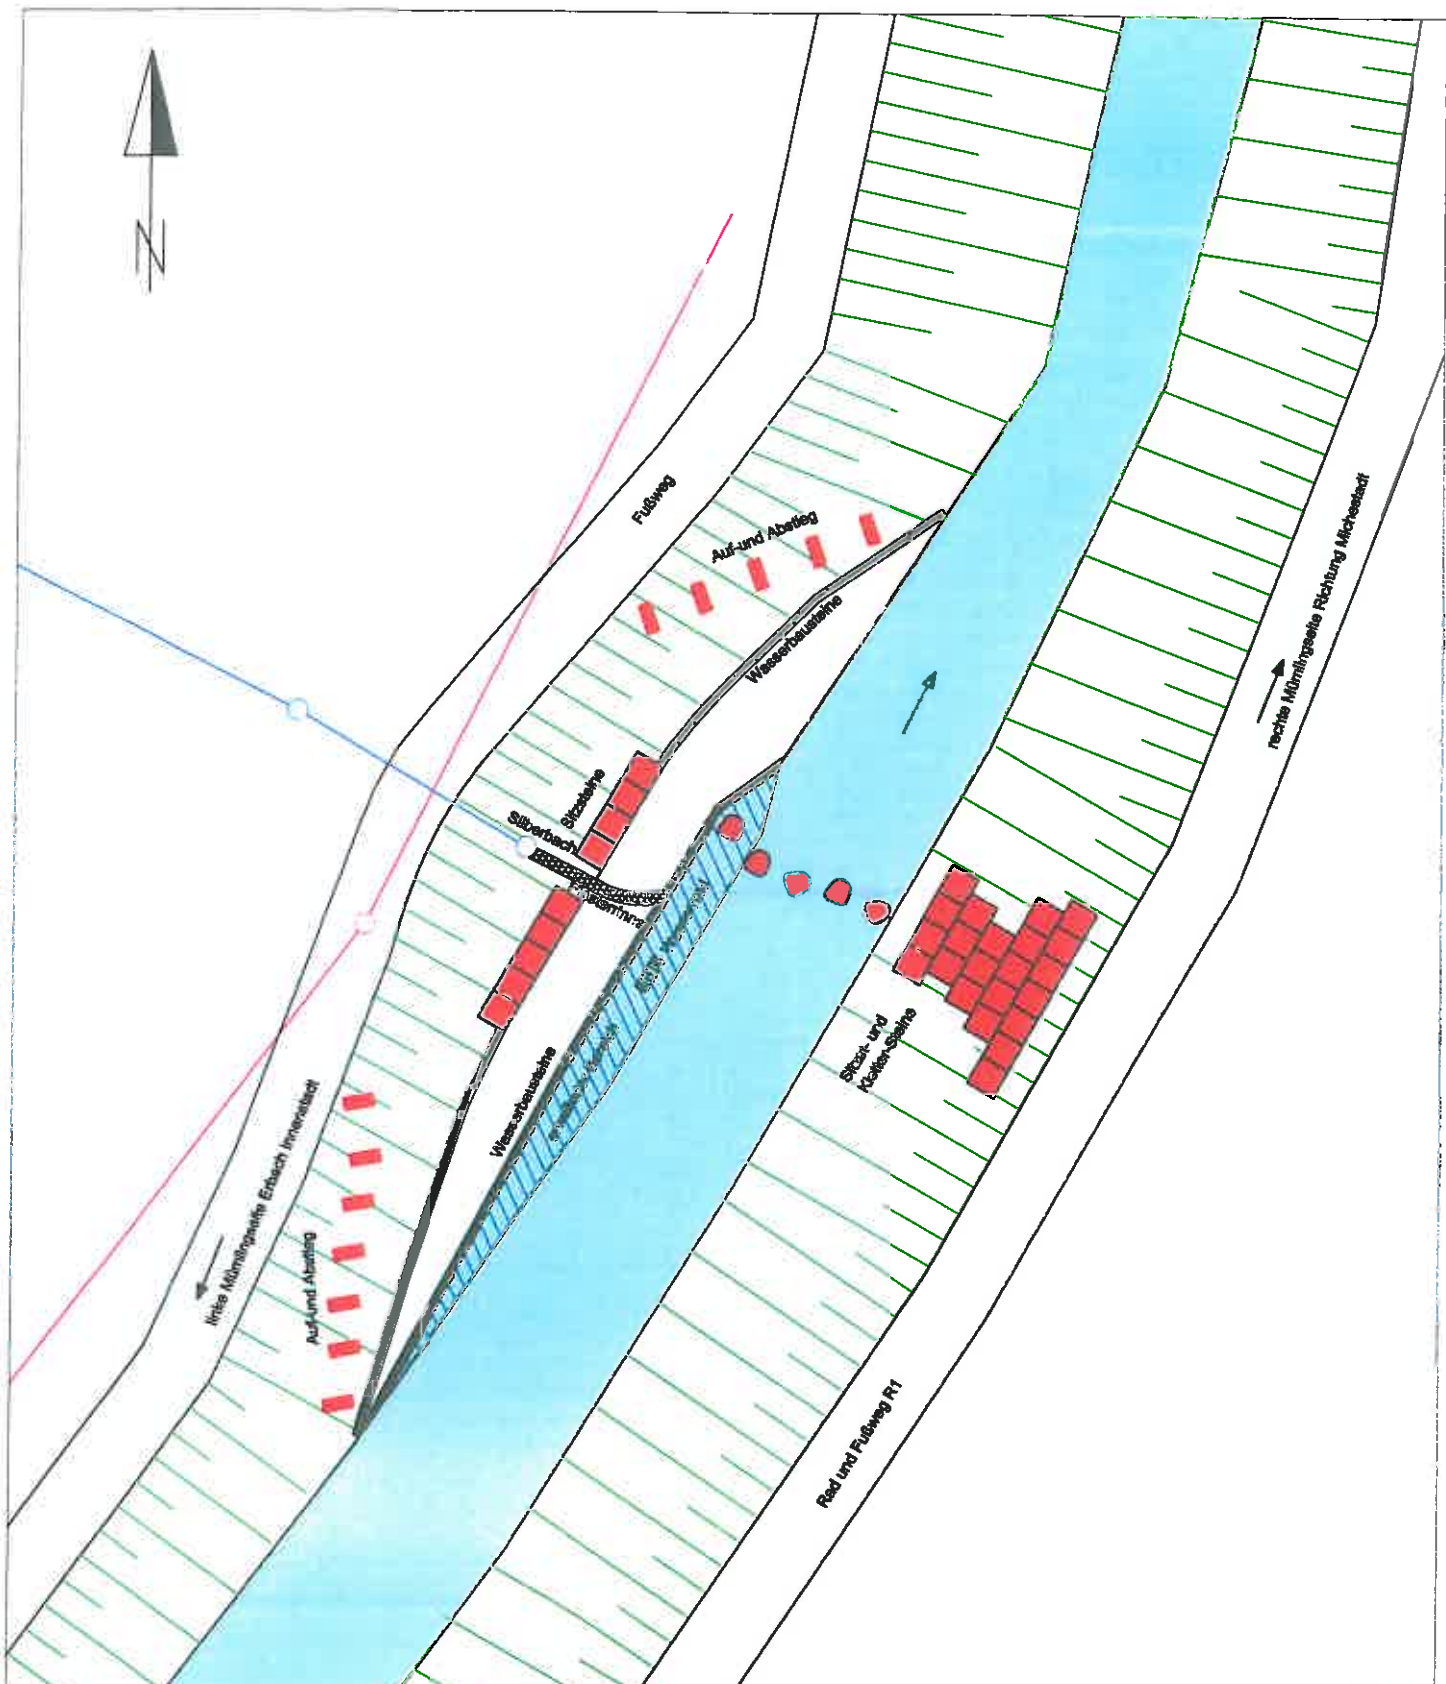 N
Fußweg
Auf-und Abstieg
Wasserbausteine
rechte Mümlingseite Richtung Michestadt
Sitzsteine
Silberbach
Wasserbausteine
Sitzst- und
Kletter-Steine
linke Mümlingseite Erbach Innenstadt
Auf-und Abstieg
Rad und Fußweg R1